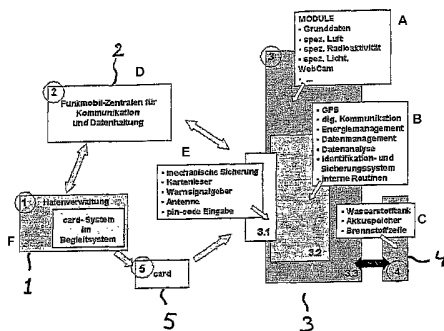 2
D
2
Funkmobil-Zentralen für
Kommunikation
und Datenhaltung
1
Hafenverwaltung
card-System
im
Begleitsystem
F
1
5
card
5
E
• mechanische Sicherung
• Kartenleser
• Warnsignalgeber
• Antenne
• pin-code Eingabe
3
MODULE
• Grunddaten
• spez. Luft
• spez. Radioaktivität
• spez. Licht,
WebCam
...
A
• GPS
• dig. Kommunikation
• Energiemanagement
• Datenmanagement
• Datenanalyse
• Identifikation- und
Sicherungssystem
• interne Routinen
B
• Wasserstofftank
• Akkuspeicher
• Brennstoffzelle
C
3.1
3.2
3.3
4
4
3